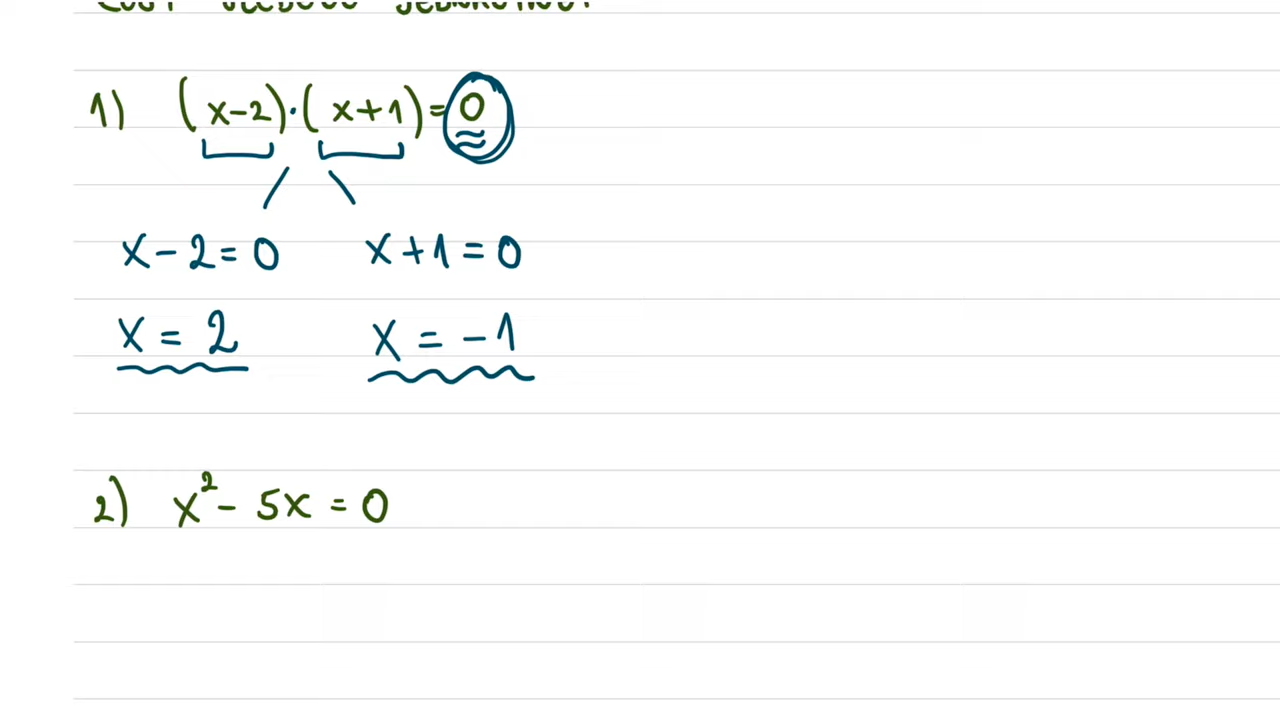 1) (x-2)·(x+1)=0
x-2=0 x+1=0
x=2 x=-1
2) x²-5x=0